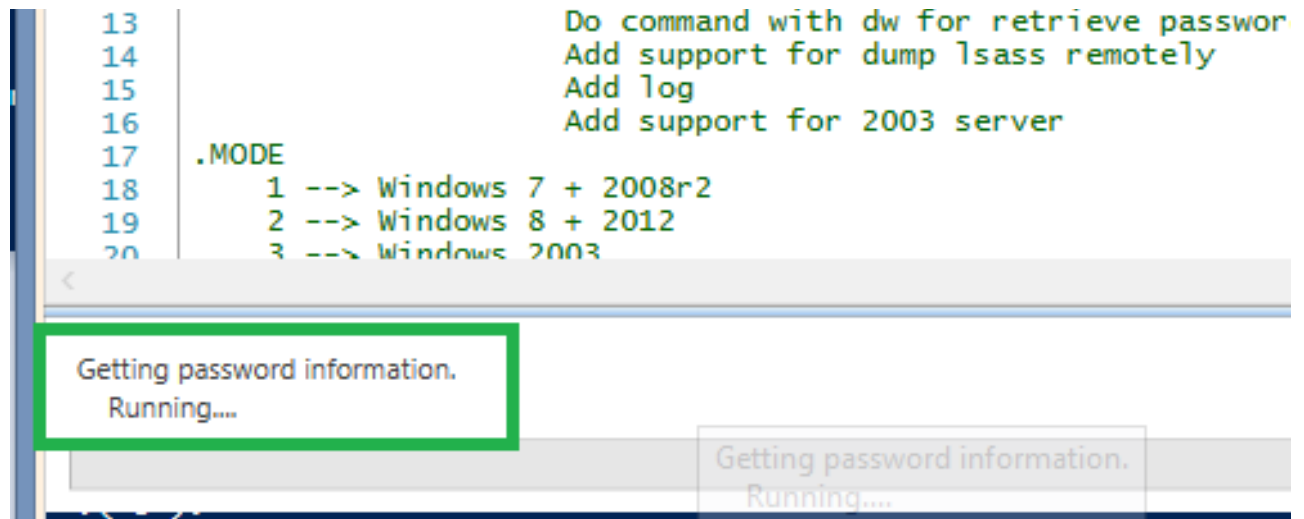 13 Do command with dw for retrieve passwor
14 Add support for dump lsass remotely
15 Add log
16 Add support for 2003 server
17 .MODE
18 1 --> Windows 7 + 2008r2
19 2 --> Windows 8 + 2012
20 3 --> Windows 2003
Getting password information.
Running....
Getting password information.
Running....